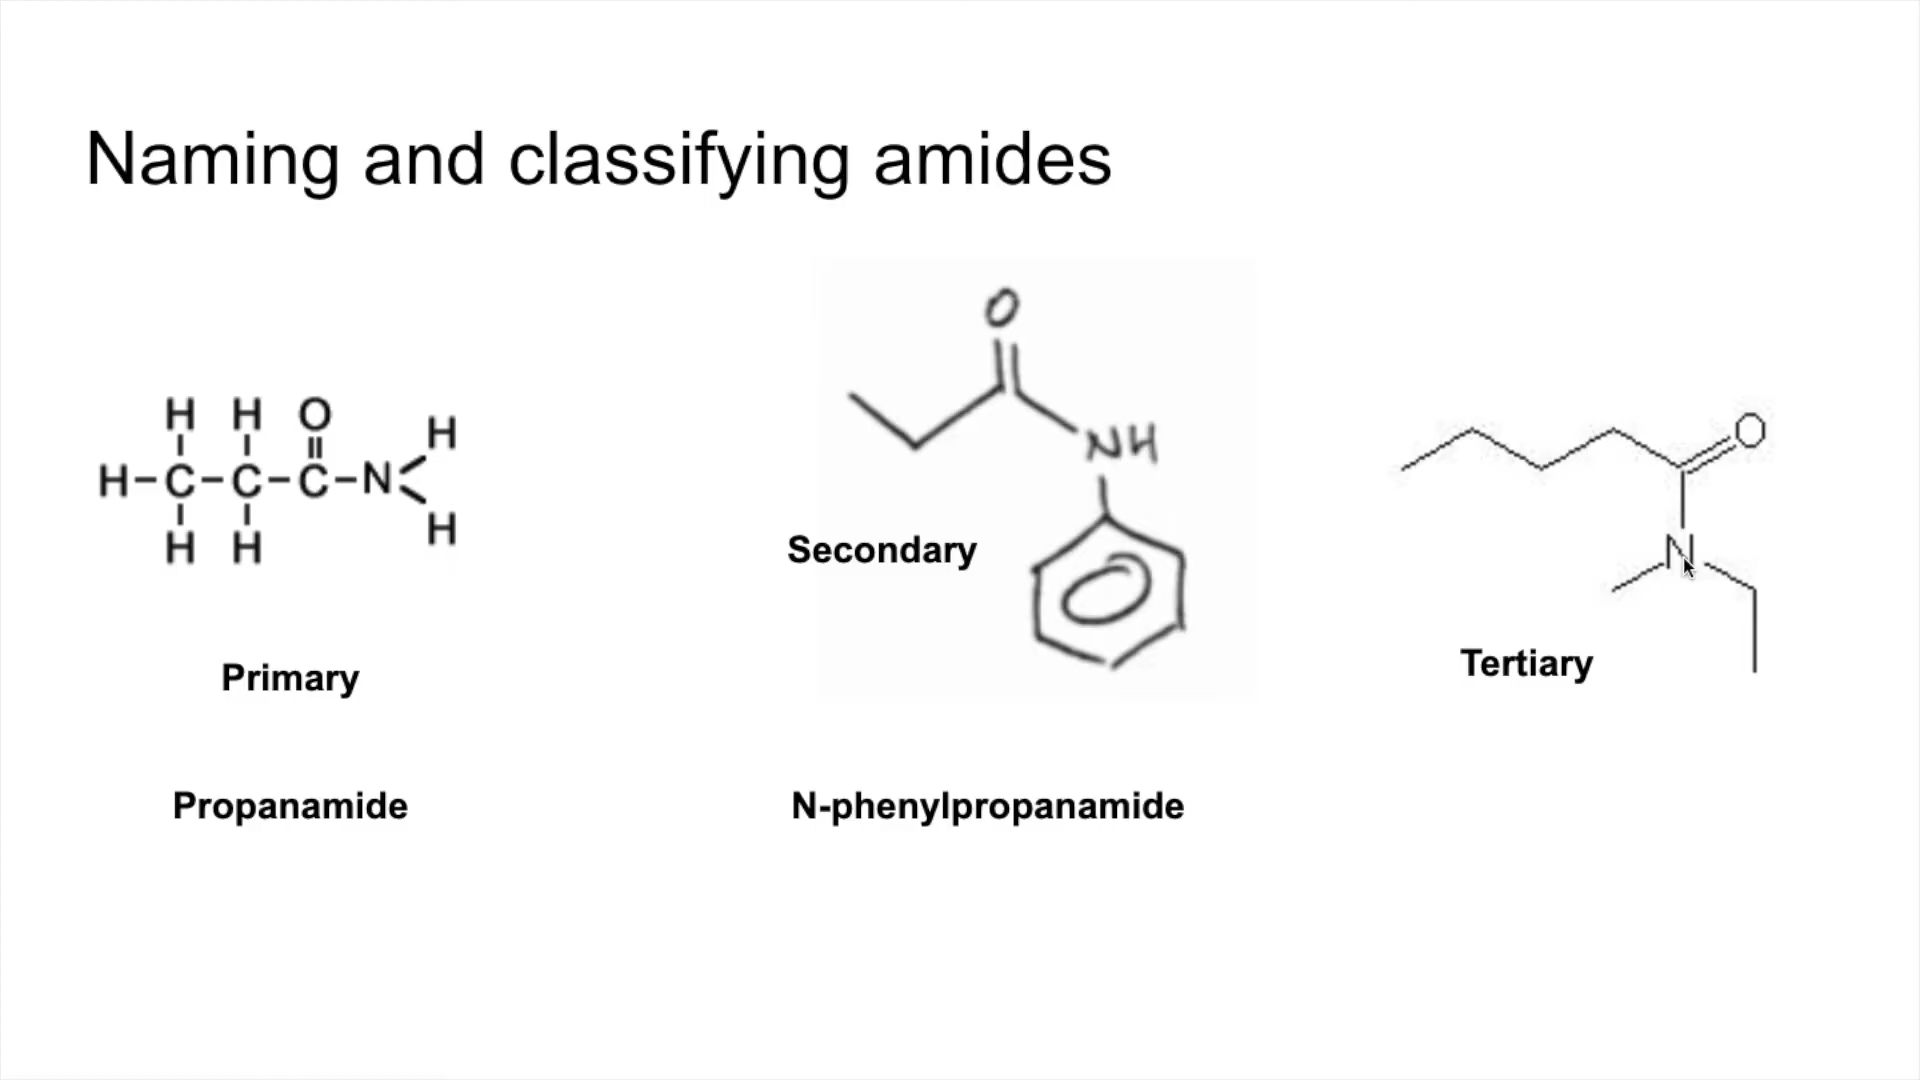 Naming and classifying amides
H H O H
H-C-C-C-N
H H H
Primary
Propanamide
O
NH
Secondary
N-phenylpropanamide
O
N
Tertiary